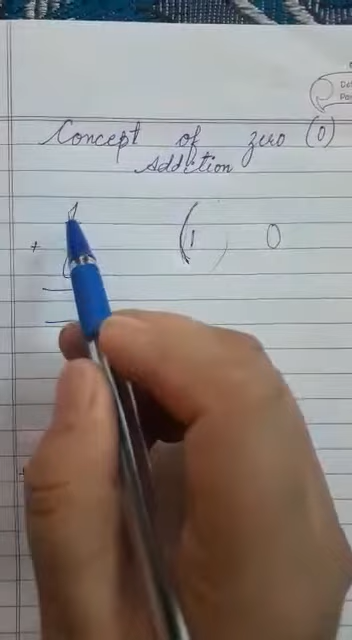 Concept of zero (0)
Addition
1 (1 0
+